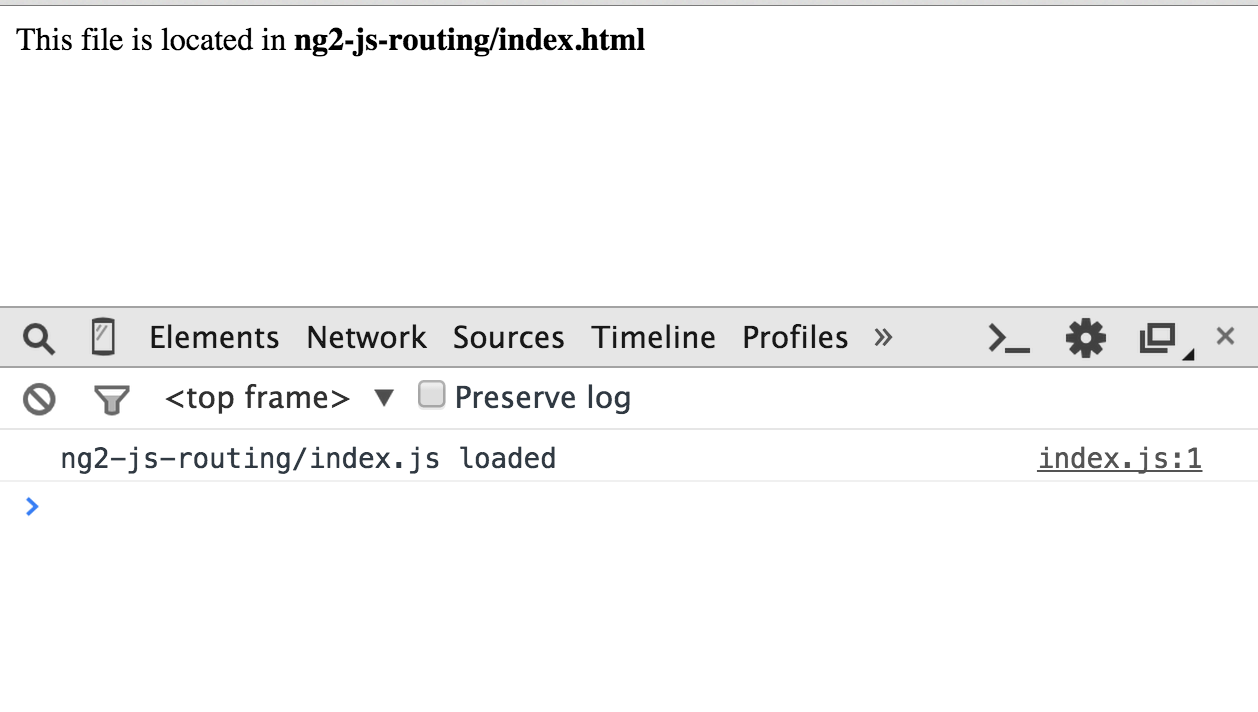 This file is located in ng2-js-routing/index.html
Elements Network Sources Timeline Profiles »
<top frame> ▼ Preserve log
ng2-js-routing/index.js loaded index.js:1